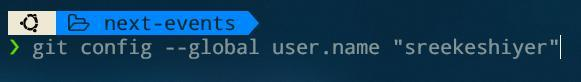 next-events
❯ git config --global user.name "sreekeshiyer"